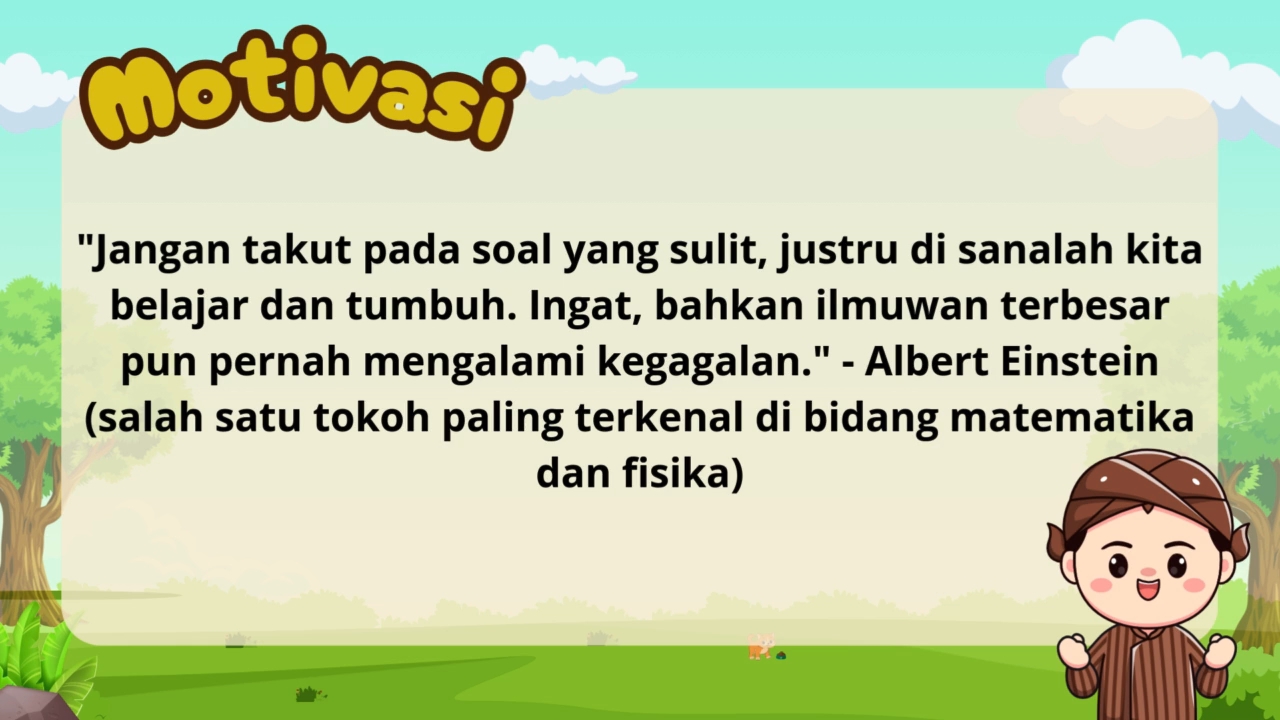 Motivasi
"Jangan takut pada soal yang sulit, justru di sanalah kita
belajar dan tumbuh. Ingat, bahkan ilmuwan terbesar
pun pernah mengalami kegagalan." - Albert Einstein
(salah satu tokoh paling terkenal di bidang matematika
dan fisika)